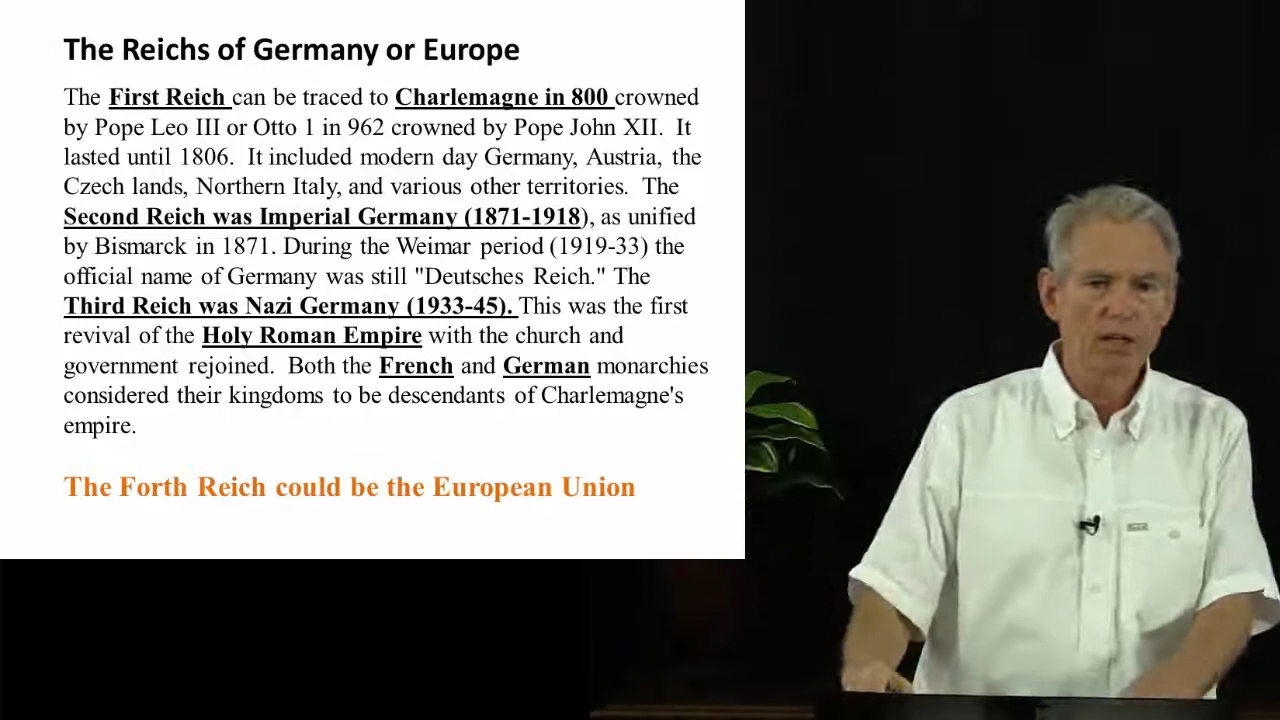 The Reichs of Germany or Europe
The First Reich can be traced to Charlemagne in 800 crowned
by Pope Leo III or Otto 1 in 962 crowned by Pope John XII. It
lasted until 1806. It included modern day Germany, Austria, the
Czech lands, Northern Italy, and various other territories. The
Second Reich was Imperial Germany (1871-1918), as unified
by Bismarck in 1871. During the Weimar period (1919-33) the
official name of Germany was still "Deutsches Reich." The
Third Reich was Nazi Germany (1933-45). This was the first
revival of the Holy Roman Empire with the church and
government rejoined. Both the French and German monarchies
considered their kingdoms to be descendants of Charlemagne's
empire.
The Forth Reich could be the European Union